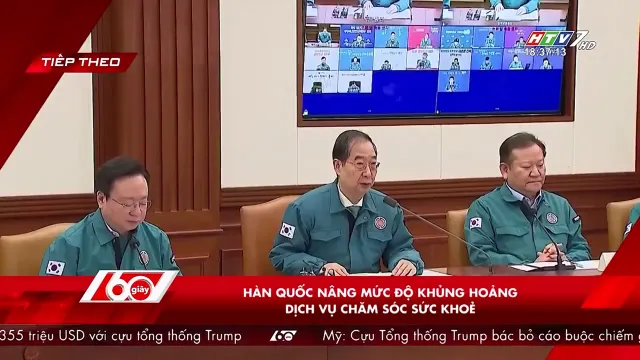 HTV7 HD
18:37:13
TIẾP THEO
60 giây
HÀN QUỐC NÂNG MỨC ĐỘ KHỦNG HOẢNG
DỊCH VỤ CHĂM SÓC SỨC KHOẺ
355 triệu USD với cựu tổng thống Trump
Mỹ: Cựu Tổng thống Trump bác bỏ cáo buộc chiếm